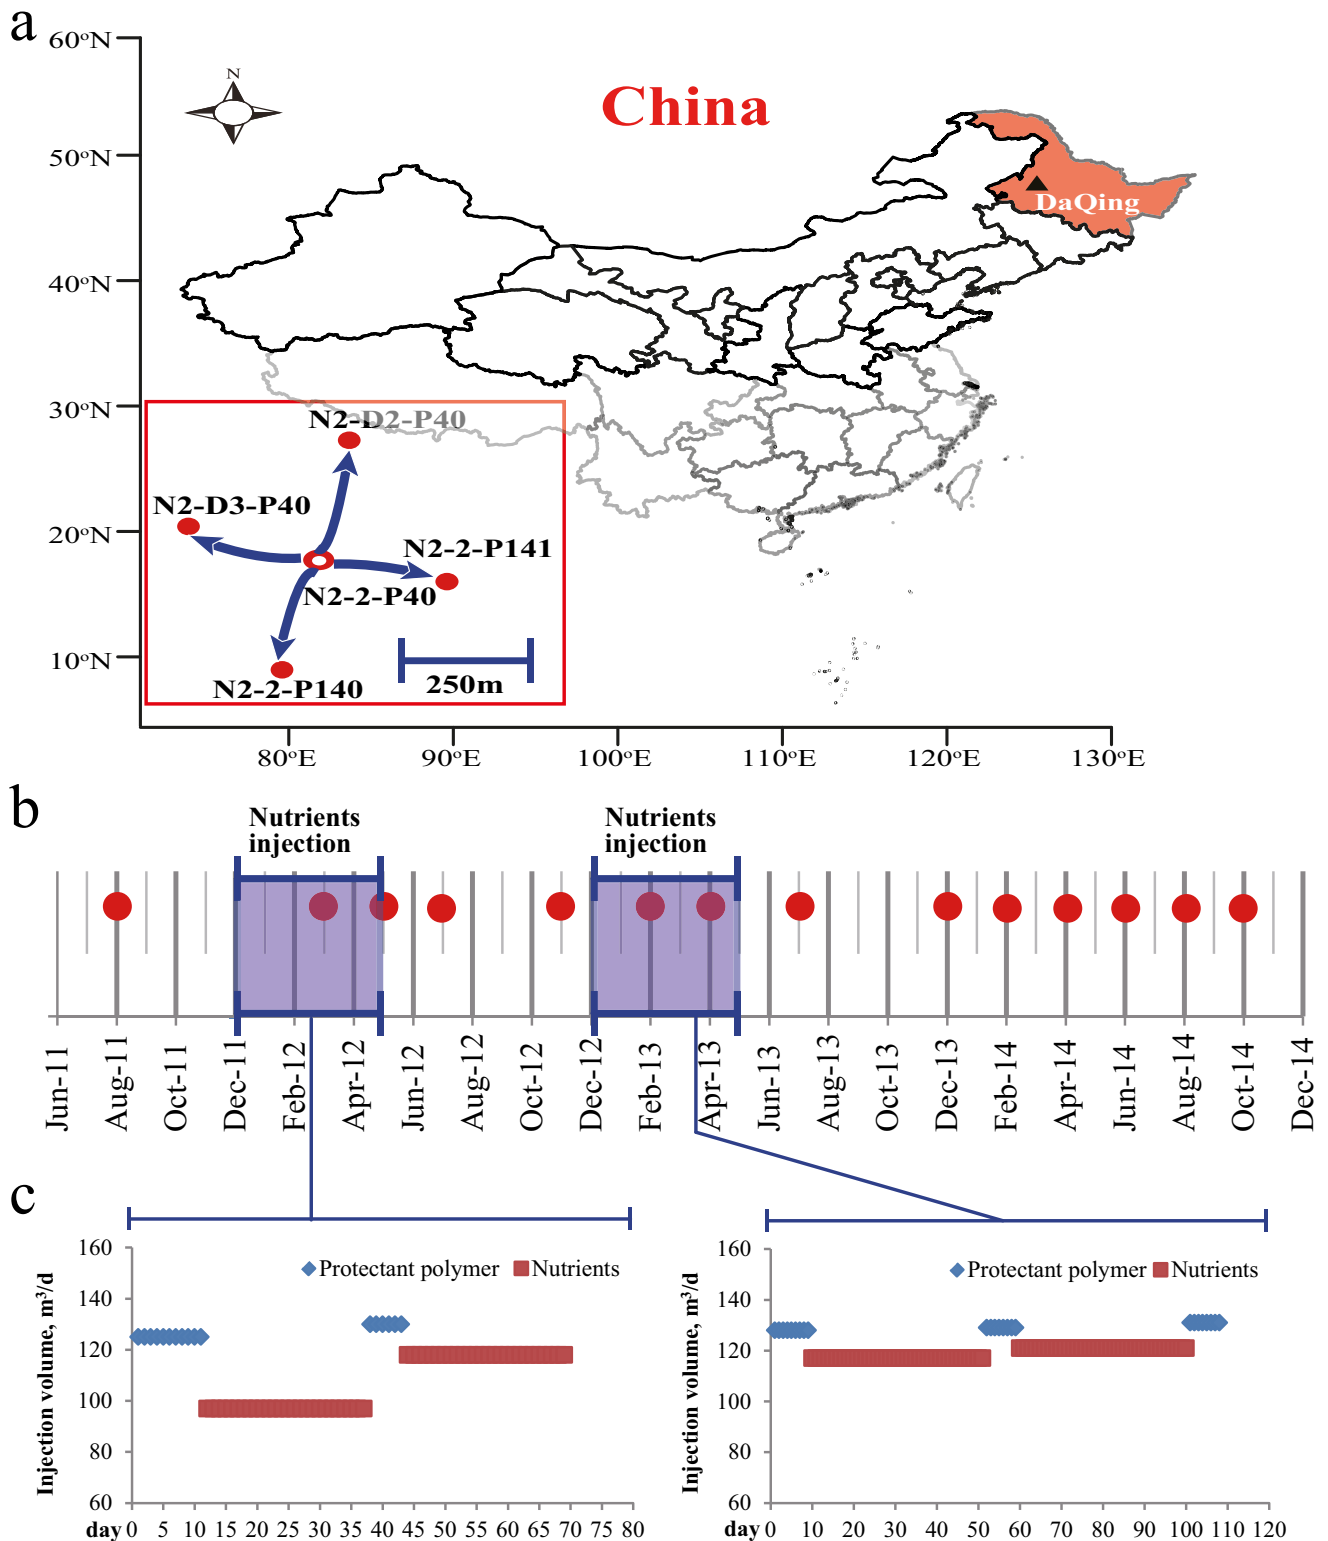 a
60°N
N
China
50°N
DaQing
40°N
30°N
N2-D2-P40
N2-D3-P40
20°N
N2-2-P141
N2-2-P40
10°N
250m
N2-2-P140
80°E 90°E 100°E 110°E 120°E 130°E
b
Nutrients
injection
Nutrients
injection
Jun-11 Aug-11 Oct-11 Dec-11 Feb-12 Apr-12 Jun-12 Aug-12 Oct-12 Dec-12 Feb-13 Apr-13 Jun-13 Aug-13 Oct-13 Dec-13 Feb-14 Apr-14 Jun-14 Aug-14 Oct-14 Dec-14
c
Injection volume, m³/d
160
140
120
100
80
60
Protectant polymer Nutrients
day 0 5 10 15 20 25 30 35 40 45 50 55 60 65 70 75 80
Injection volume, m³/d
160
140
120
100
80
60
Protectant polymer Nutrients
day 0 10 20 30 40 50 60 70 80 90 100 110 120